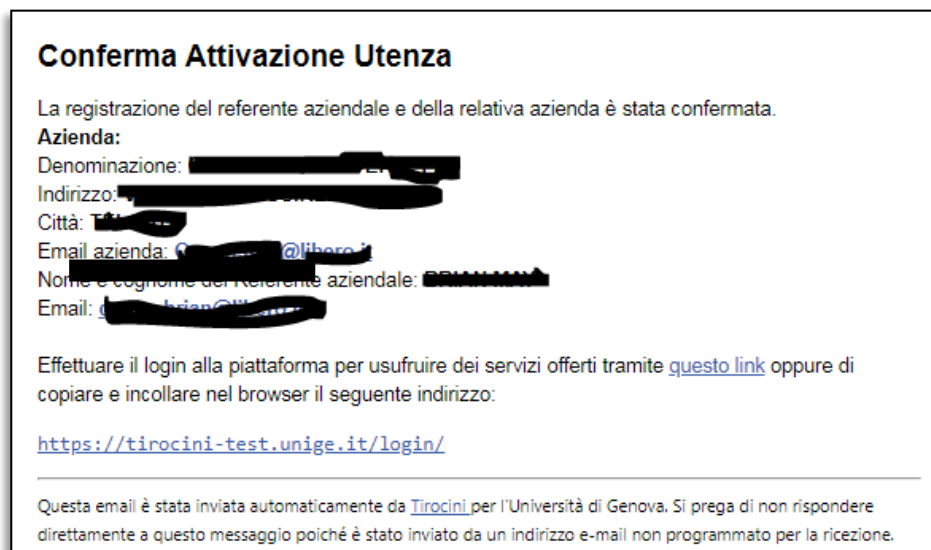 Conferma Attivazione Utenza
La registrazione del referente aziendale e della relativa azienda è stata confermata.
Azienda:
Denominazione:
Indirizzo:
Città:
Email azienda: @libero.it
Nome e cognome del Referente aziendale:
Email:
Effettuare il login alla piattaforma per usufruire dei servizi offerti tramite questo link oppure di
copiare e incollare nel browser il seguente indirizzo:
https://tirocini-test.unige.it/login/
Questa email è stata inviata automaticamente da Tirocini per l'Università di Genova. Si prega di non rispondere
direttamente a questo messaggio poiché è stato inviato da un indirizzo e-mail non programmato per la ricezione.